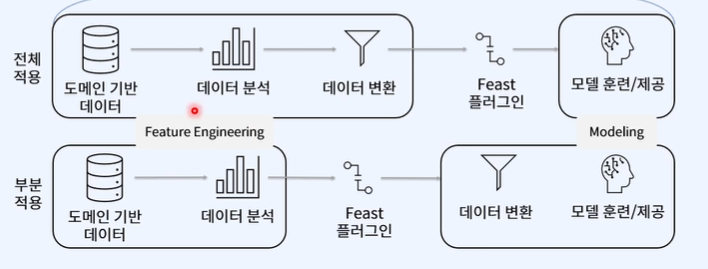 전체
적용
도메인 기반
데이터
데이터 분석
데이터 변환
Feast
플러그인
모델 훈련/제공
Feature Engineering
Modeling
부분
적용
도메인 기반
데이터
데이터 분석
Feast
플러그인
데이터 변환
모델 훈련/제공